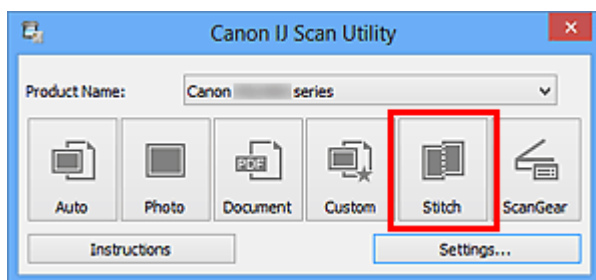 Canon IJ Scan Utility
Product Name: Canon series
PDF
Auto Photo Document Custom Stitch ScanGear
Instructions Settings...